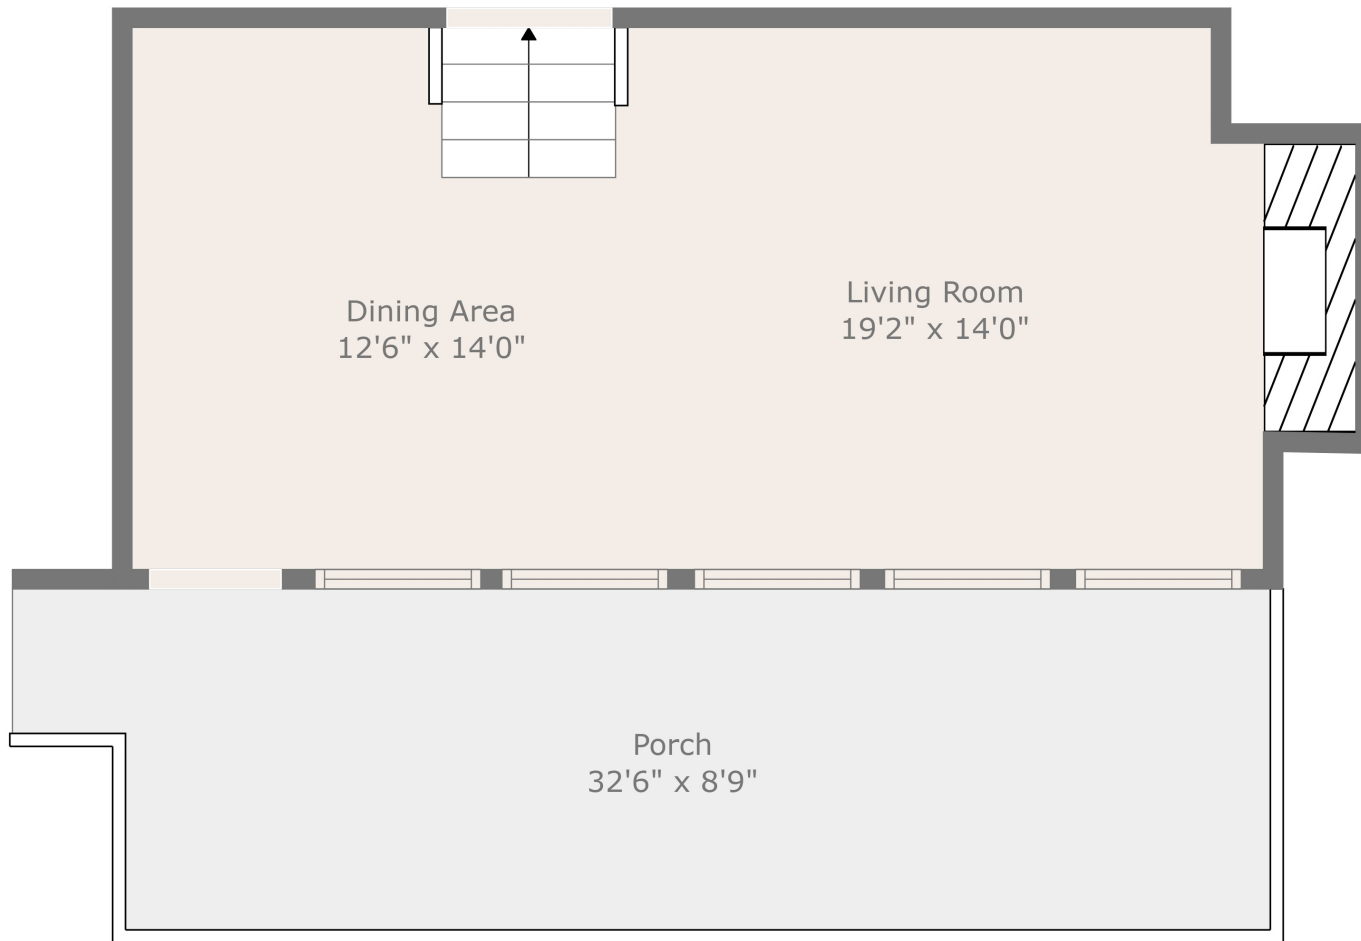 Dining Area
12'6" x 14'0"
Living Room
19'2" x 14'0"
Porch
32'6" x 8'9"